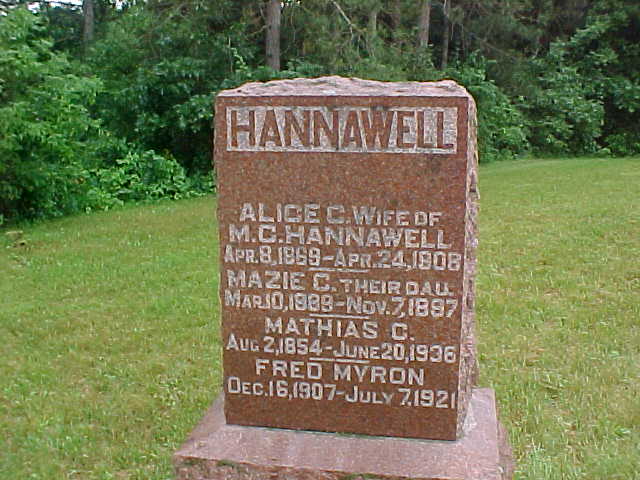 HANNAWELL
ALICE C. WIFE OF
M.C. HANNAWELL
APR. 8, 1869 - APR. 24, 1908
MAZIE C. THEIR DAU.
MAR. 10, 1889 - NOV. 7, 1897
MATHIAS C.
AUG 2, 1854 - JUNE 20, 1936
FRED MYRON
DEC. 16, 1907 - JULY 7, 1921